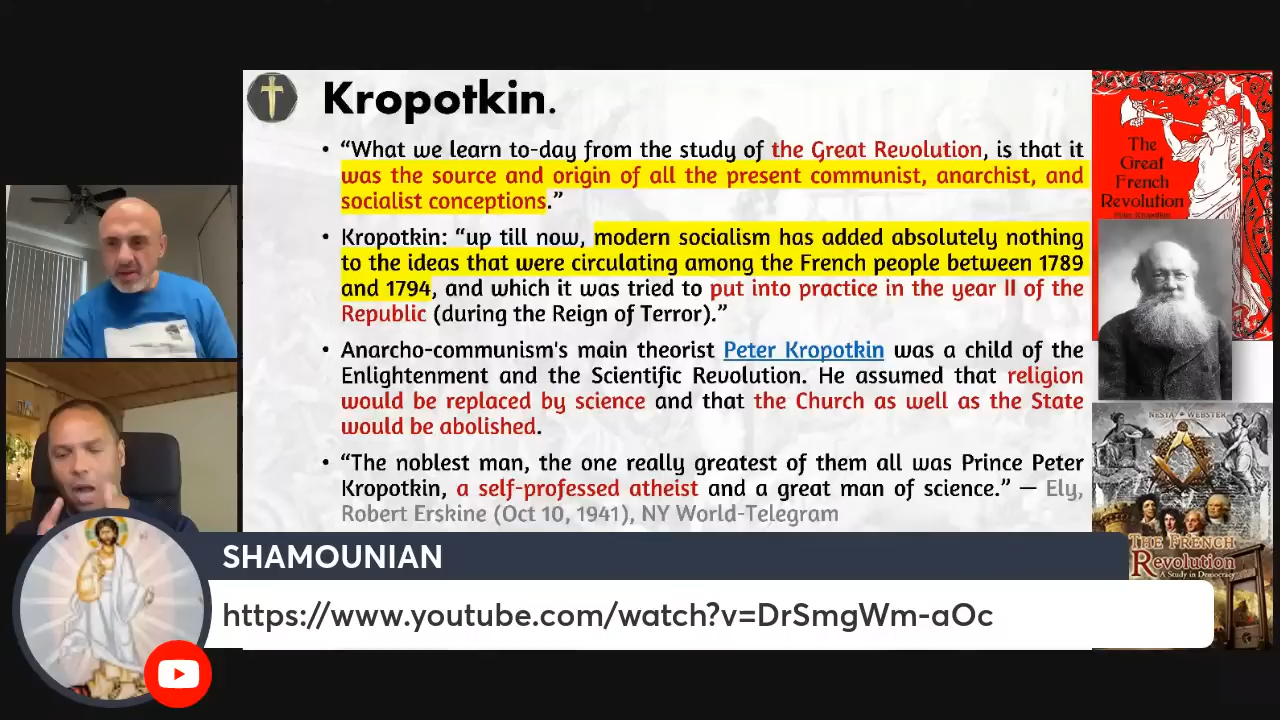 Kropotkin.
• “What we learn to-day from the study of the Great Revolution, is that it
was the source and origin of all the present communist, anarchist, and
socialist conceptions.”
• Kropotkin: “up till now, modern socialism has added absolutely nothing
to the ideas that were circulating among the French people between 1789
and 1794, and which it was tried to put into practice in the year II of the
Republic (during the Reign of Terror).”
• Anarcho-communism's main theorist Peter Kropotkin was a child of the
Enlightenment and the Scientific Revolution. He assumed that religion
would be replaced by science and that the Church as well as the State
would be abolished.
• “The noblest man, the one really greatest of them all was Prince Peter
Kropotkin, a self-professed atheist and a great man of science.” — Ely,
Robert Erskine (Oct 10, 1941), NY World-Telegram
The
Great
French
Revolution
Peter Kropotkin
NESTA WEBSTER
THE FRENCH
Revolution
A Study in Democracy
SHAMOUNIAN
https://www.youtube.com/watch?v=DrSmgWm-aOc